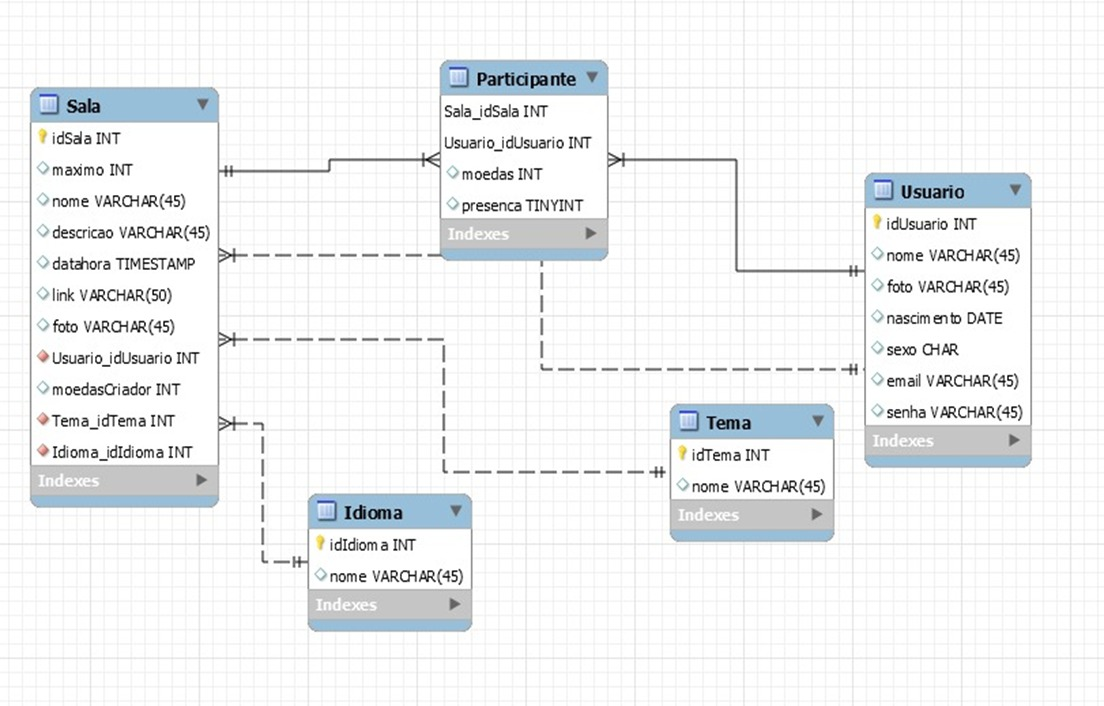 Sala
idSala INT
maximo INT
nome VARCHAR(45)
descricao VARCHAR(45)
datahora TIMESTAMP
link VARCHAR(50)
foto VARCHAR(45)
Usuario_idUsuario INT
moedasCriador INT
Tema_idTema INT
Idioma_idIdioma INT
Indexes
Participante
Sala_idSala INT
Usuario_idUsuario INT
moedas INT
presenca TINYINT
Indexes
Usuario
idUsuario INT
nome VARCHAR(45)
foto VARCHAR(45)
nascimento DATE
sexo CHAR
email VARCHAR(45)
senha VARCHAR(45)
Indexes
Tema
idTema INT
nome VARCHAR(45)
Indexes
Idioma
idIdioma INT
nome VARCHAR(45)
Indexes